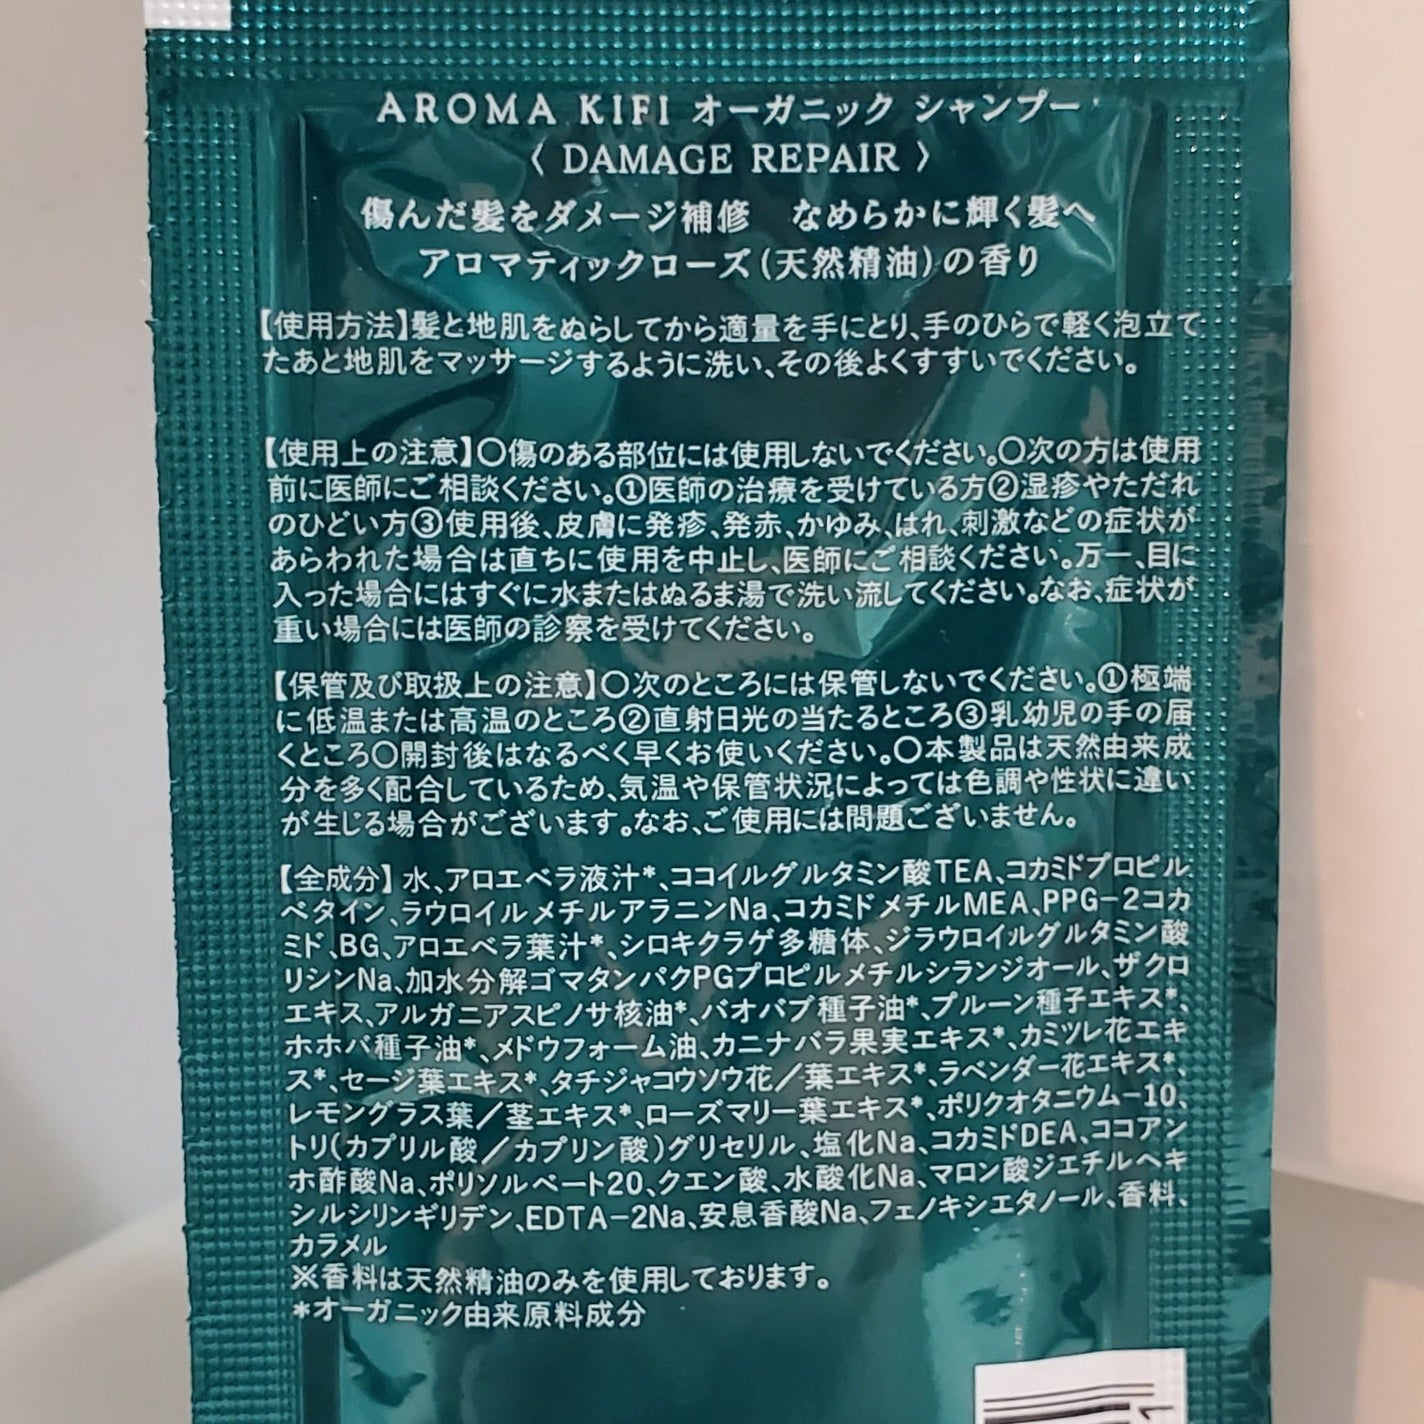 AROMA KIFI オーガニック シャンプー
〈 DAMAGE REPAIR 〉
傷んだ髪をダメージ補修　なめらかに輝く髪へ
アロマティックローズ(天然精油)の香り
【使用方法】髪と地肌をぬらしてから適量を手にとり、手のひらで軽く泡立て
たあと地肌をマッサージするように洗い、その後よくすすいでください。
【使用上の注意】○傷のある部位には使用しないでください。○次の方は使用
前に医師にご相談ください。①医師の治療を受けている方②湿疹やただれ
のひどい方③使用後、皮膚に発疹、発赤、かゆみ、はれ、刺激などの症状が
あらわれた場合は直ちに使用を中止し、医師にご相談ください。万一、目に
入った場合にはすぐに水またはぬるま湯で洗い流してください。なお、症状が
重い場合には医師の診察を受けてください。
【保管及び取扱上の注意】○次のところには保管しないでください。①極端
に低温または高温のところ②直射日光の当たるところ③乳幼児の手の届
くところ○開封後はなるべく早くお使いください。○本製品は天然由来成
分を多く配合しているため、気温や保管状況によっては色調や性状に違い
が生じる場合がございます。なお、ご使用には問題ございません。
【全成分】水、アロエベラ液汁*、ココイルグルタミン酸TEA、コカミドプロピル
ベタイン、ラウロイルメチルアラニンNa、コカミドメチルMEA、PPG-2コカ
ミド、BG、アロエベラ葉汁*、シロキクラゲ多糖体、ジラウロイルグルタミン酸
リシンNa、加水分解ゴマタンパクPGプロピルメチルシランジオール、ザクロ
エキス、アルガニアスピノサ核油*、バオバブ種子油*、プルーン種子エキス*、
ホホバ種子油*、メドウフォーム油、カニナバラ果実エキス*、カミツレ花エキ
ス*、セージ葉エキス*、タチジャコウソウ花／葉エキス*、ラベンダー花エキス*、
レモングラス葉／茎エキス*、ローズマリー葉エキス*、ポリクオタニウム-10、
トリ(カプリル酸／カプリン酸)グリセリル、塩化Na、コカミドDEA、ココアン
ホ酢酸Na、ポリソルベート20、クエン酸、水酸化Na、マロン酸ジエチルヘキ
シルシリンギリデン、EDTA-2Na、安息香酸Na、フェノキシエタノール、香料、
カラメル
※香料は天然精油のみを使用しております。
*オーガニック由来原料成分